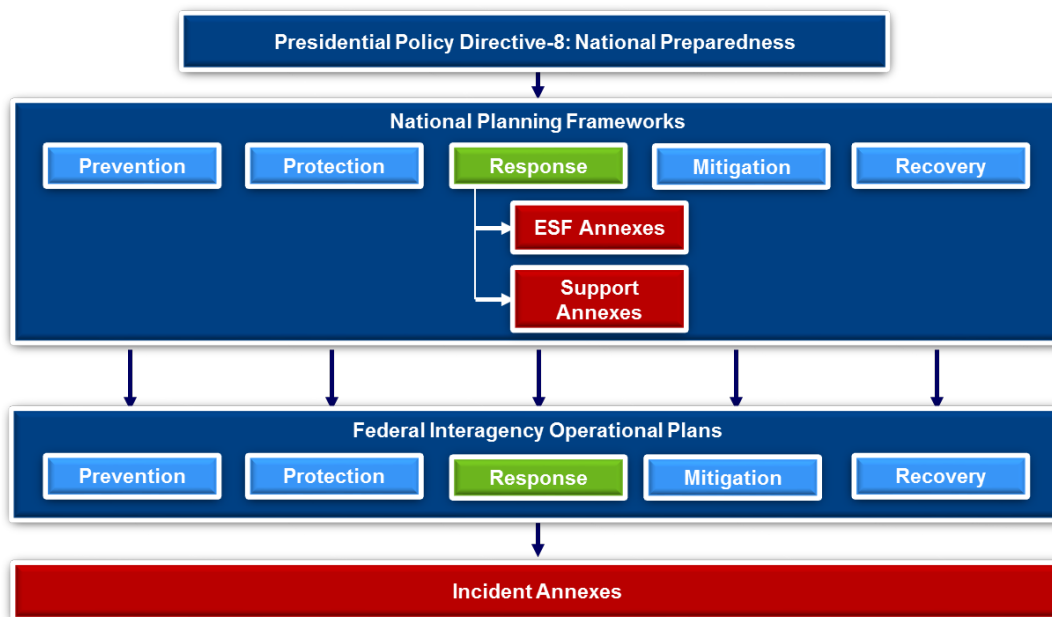 Presidential Policy Directive-8: National Preparedness
National Planning Frameworks
Prevention
Protection
Response
Mitigation
Recovery
ESF Annexes
Support
Annexes
Federal Interagency Operational Plans
Prevention
Protection
Response
Mitigation
Recovery
Incident Annexes